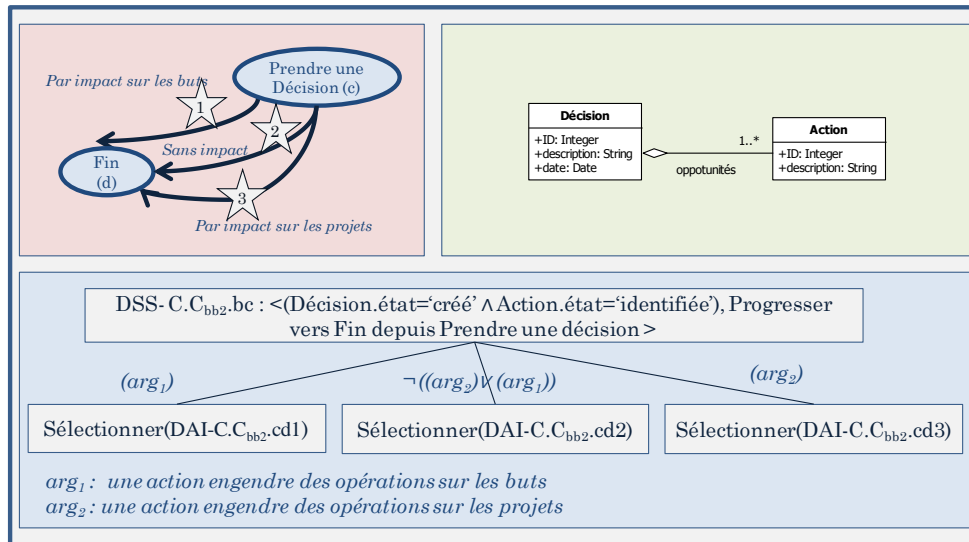 Par impact sur les buts
Prendre une
Décision (c)
1
2
Sans impact
Fin
(d)
3
Par impact sur les projets
Décision
+ID: Integer
+description: String
+date: Date
1..*
oppotunités
Action
+ID: Integer
+description: String
DSS- C.Cbb2.bc : <(Décision.état=‘créé’ ∧ Action.état=‘identifiée’), Progresser
vers Fin depuis Prendre une décision >
(arg1)
¬((arg2)∨(arg1))
(arg2)
Sélectionner(DAI-C.Cbb2.cd1)
Sélectionner(DAI-C.Cbb2.cd2)
Sélectionner(DAI-C.Cbb2.cd3)
arg1 : une action engendre des opérations sur les buts
arg2 : une action engendre des opérations sur les projets